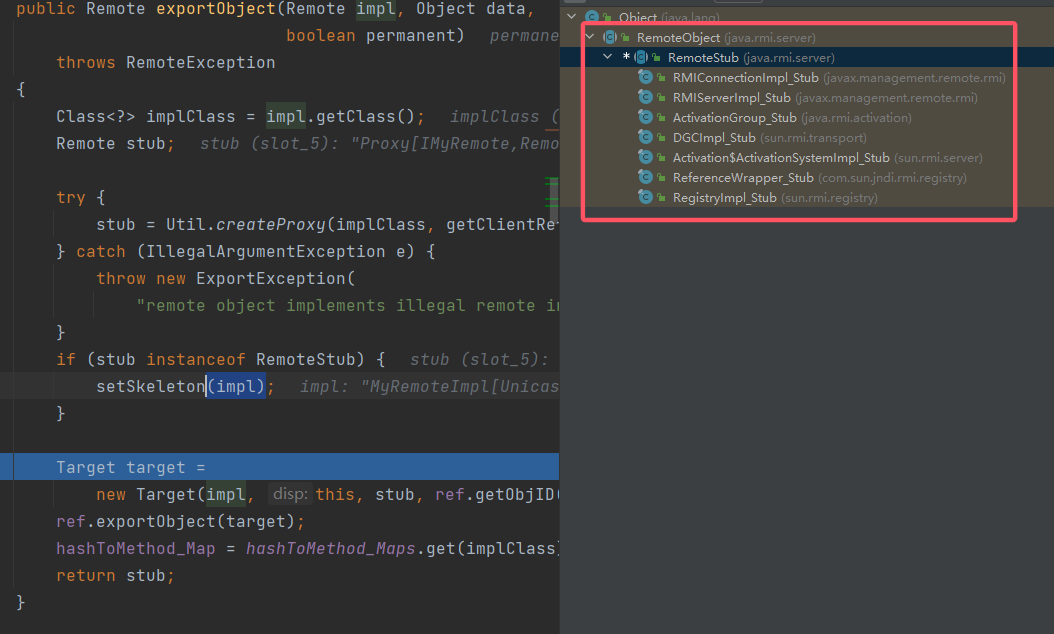 public Remote exportObject(Remote impl, Object data,
boolean permanent) permane
throws RemoteException
{
Class<?> implClass = impl.getClass(); implClass (
Remote stub; stub (slot_5): "Proxy[IMyRemote,Remo
try {
stub = Util.createProxy(implClass, getClientRe
} catch (IllegalArgumentException e) {
throw new ExportException(
"remote object implements illegal remote in
}
if (stub instanceof RemoteStub) { stub (slot_5):
setSkeleton(impl); impl: "MyRemoteImpl[Unicas
}
Target target =
new Target(impl, disp: this, stub, ref.getObjID(
ref.exportObject(target);
hashToMethod_Map = hashToMethod_Maps.get(implClass)
return stub;
}
Object (java.lang)
RemoteObject (java.rmi.server)
* RemoteStub (java.rmi.server)
RMIConnectionImpl_Stub (javax.management.remote.rmi)
RMIServerImpl_Stub (javax.management.remote.rmi)
ActivationGroup_Stub (java.rmi.activation)
DGCImpl_Stub (sun.rmi.transport)
Activation$ActivationSystemImpl_Stub (sun.rmi.server)
ReferenceWrapper_Stub (com.sun.jndi.rmi.registry)
RegistryImpl_Stub (sun.rmi.registry)